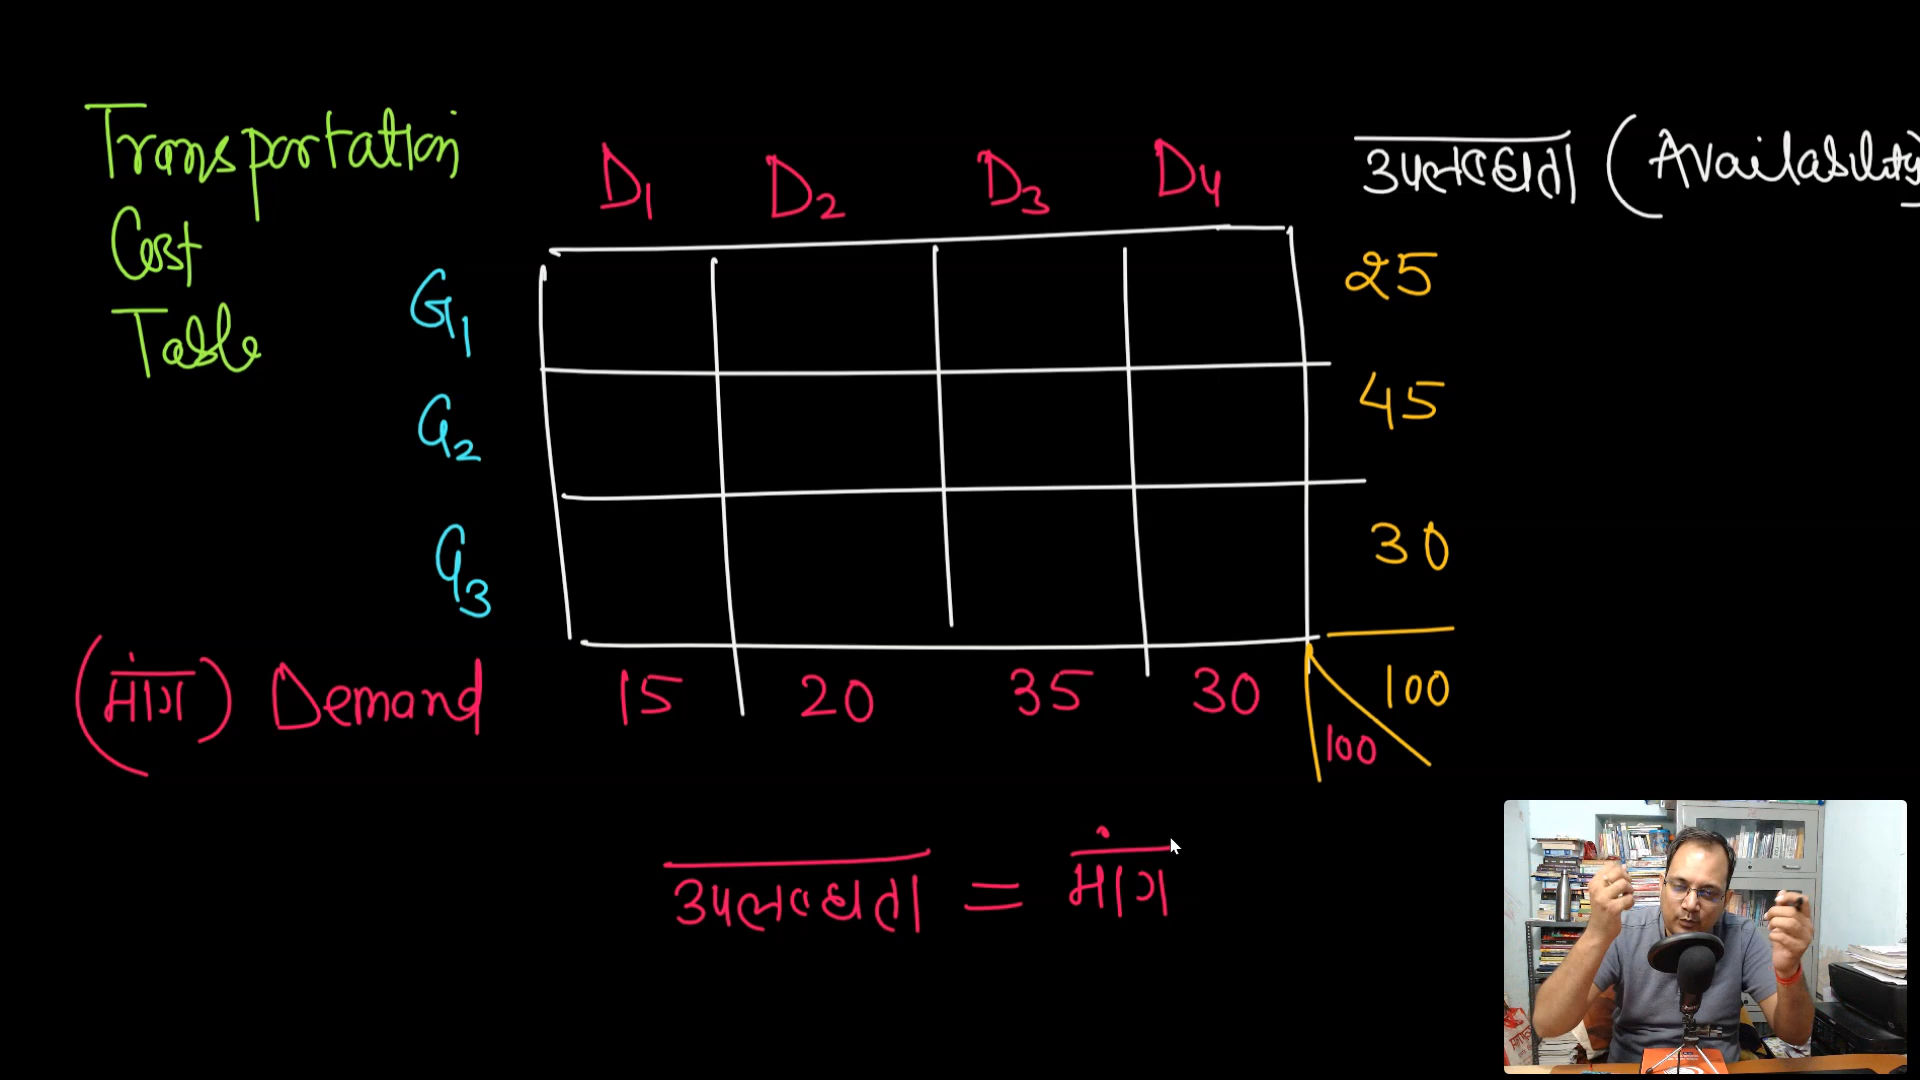 Transportation
Cost
Table
D1 D2 D3 D4 उपलब्धता (Availability)
G1 25
G2 45
G3 30
(मांग) Demand 15 20 35 30 100
100
उपलब्धता = मांग